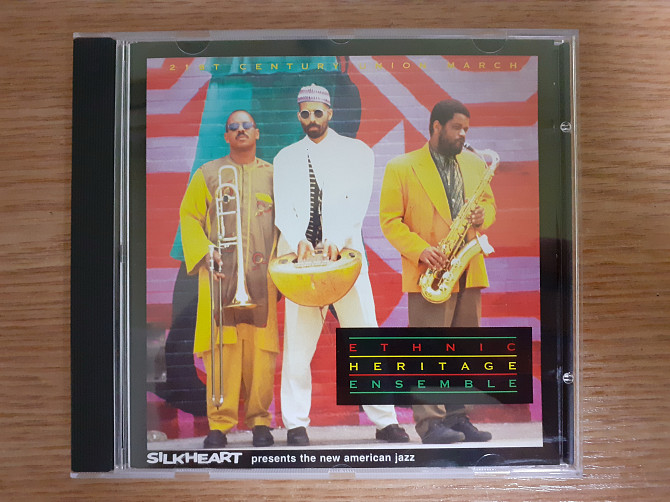 21ST CENTURY UNION MARCH
ETHNIC
HERITAGE
ENSEMBLE
SILKHEART presents the new american jazz